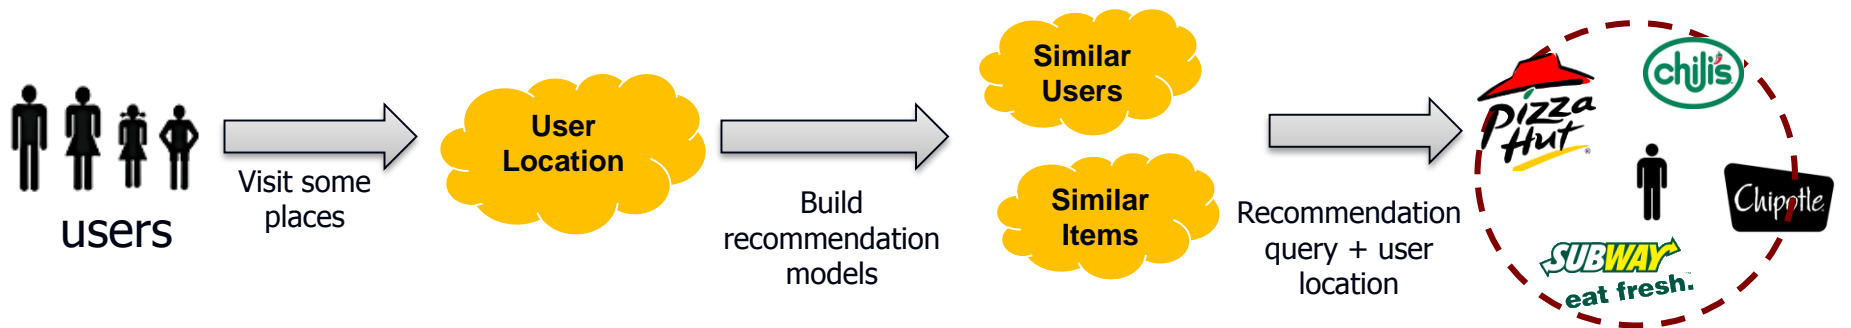 users
Visit some
places
User
Location
Build
recommendation
models
Similar
Users
Similar
Items
Recommendation
query + user
location
Pizza
Hut
®
chili's
Chipotle
SUBWAY
eat fresh.